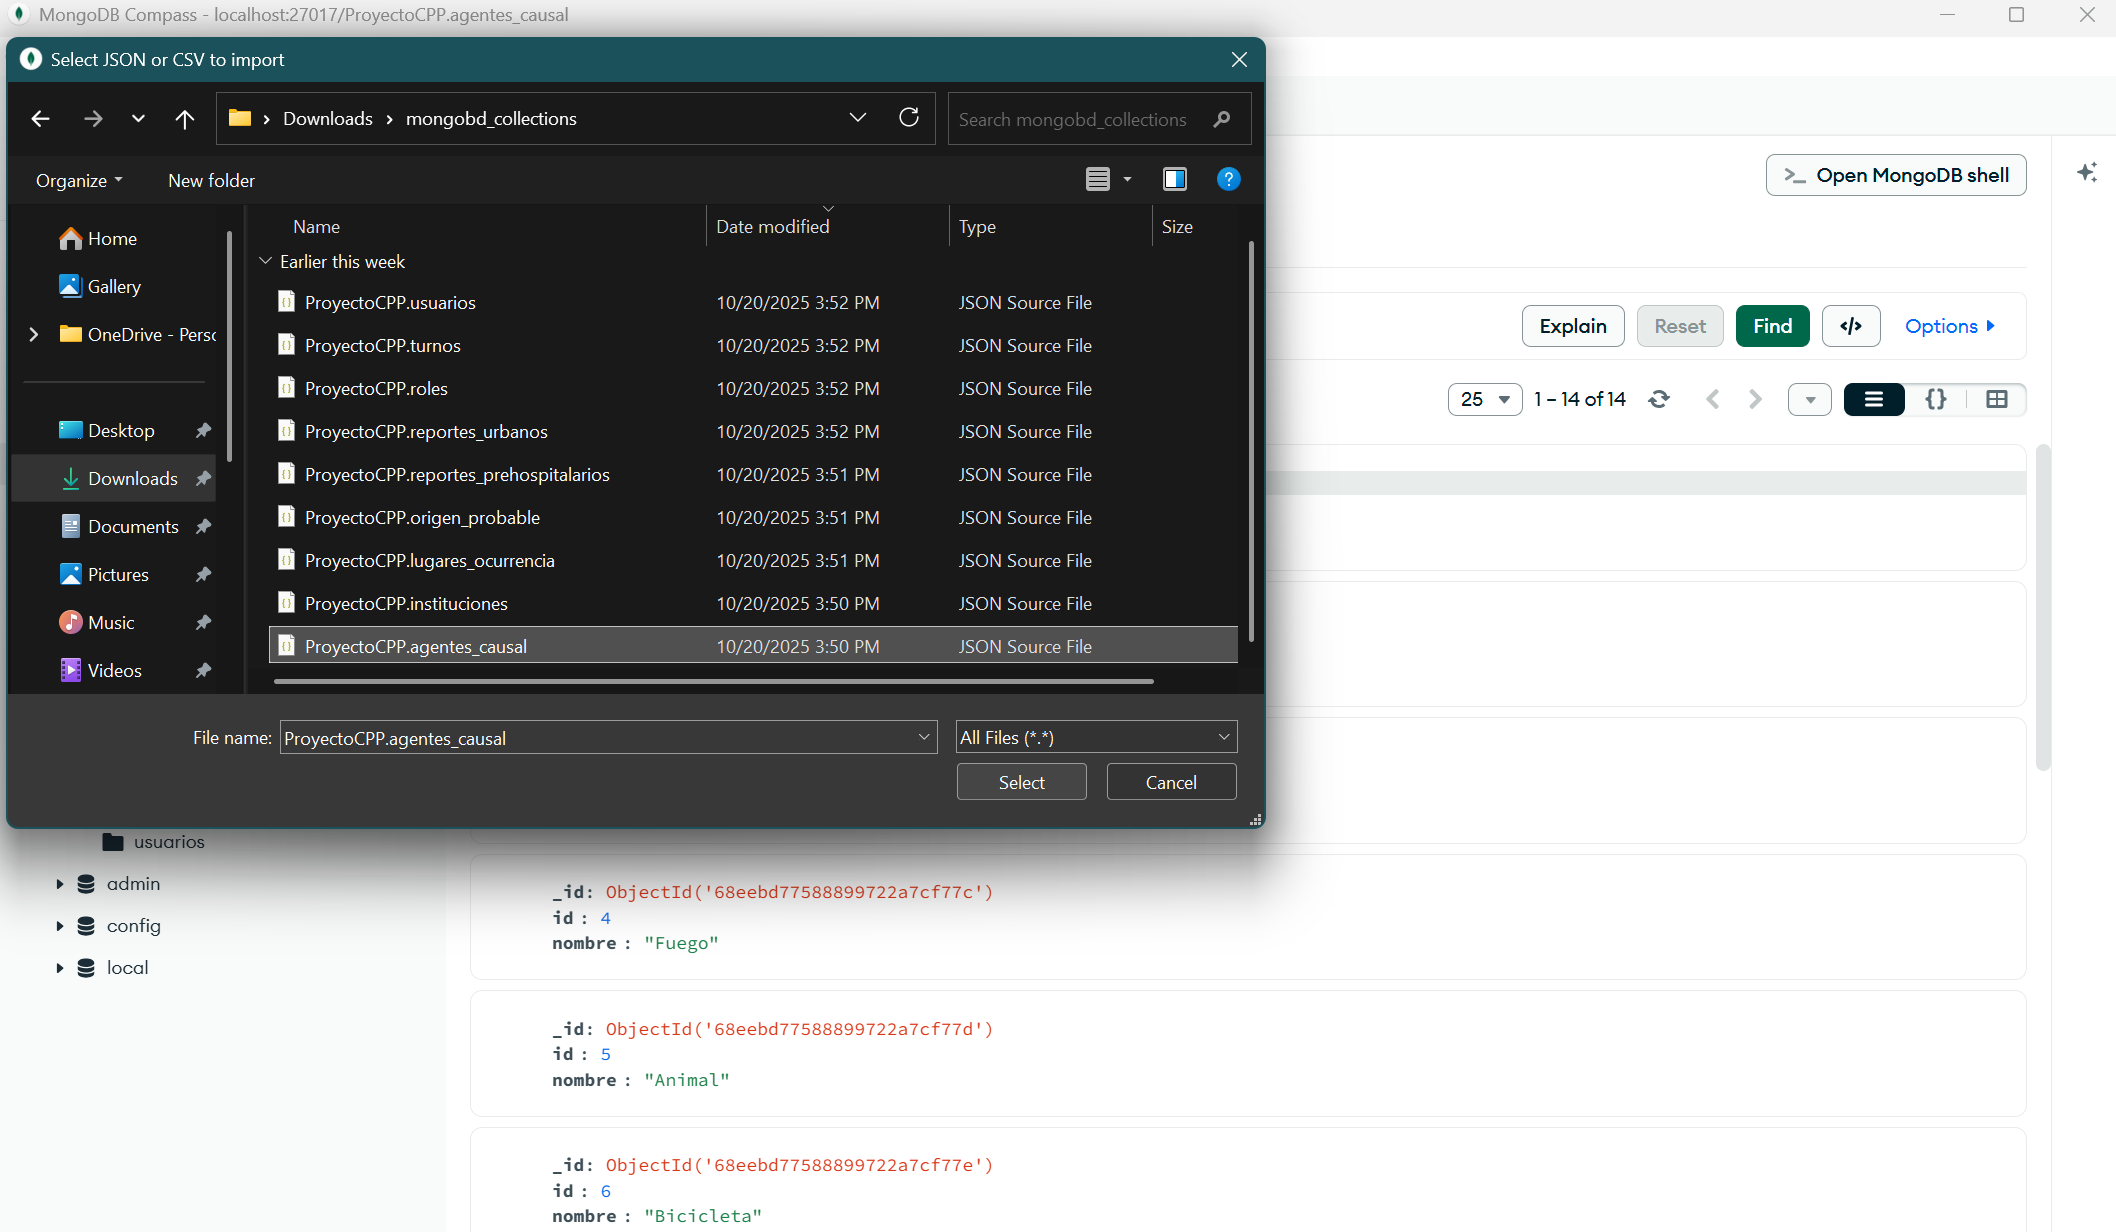 MongoDB Compass - localhost:27017/ProyectoCPP.agentes_causal
Select JSON or CSV to import
Downloads
mongobd_collections
Search mongobd_collections
Organize
New folder
Name Date modified Type Size
Earlier this week
ProyectoCPP.usuarios 10/20/2025 3:52 PM JSON Source File
ProyectoCPP.turnos 10/20/2025 3:52 PM JSON Source File
ProyectoCPP.roles 10/20/2025 3:52 PM JSON Source File
ProyectoCPP.reportes_urbanos 10/20/2025 3:52 PM JSON Source File
ProyectoCPP.reportes_prehospitalarios 10/20/2025 3:51 PM JSON Source File
ProyectoCPP.origen_probable 10/20/2025 3:51 PM JSON Source File
ProyectoCPP.lugares_ocurrencia 10/20/2025 3:51 PM JSON Source File
ProyectoCPP.instituciones 10/20/2025 3:50 PM JSON Source File
ProyectoCPP.agentes_causal 10/20/2025 3:50 PM JSON Source File
Home
Gallery
OneDrive - Perso
Desktop
Downloads
Documents
Pictures
Music
Videos
File name: ProyectoCPP.agentes_causal All Files (*.*)
Select Cancel
>_ Open MongoDB shell
Explain Reset Find </> Options
25 1 – 14 of 14 {}
usuarios
admin
config
local
_id: ObjectId('68eebd77588899722a7cf77c')
id : 4
nombre : "Fuego"
_id: ObjectId('68eebd77588899722a7cf77d')
id : 5
nombre : "Animal"
_id: ObjectId('68eebd77588899722a7cf77e')
id : 6
nombre : "Bicicleta"